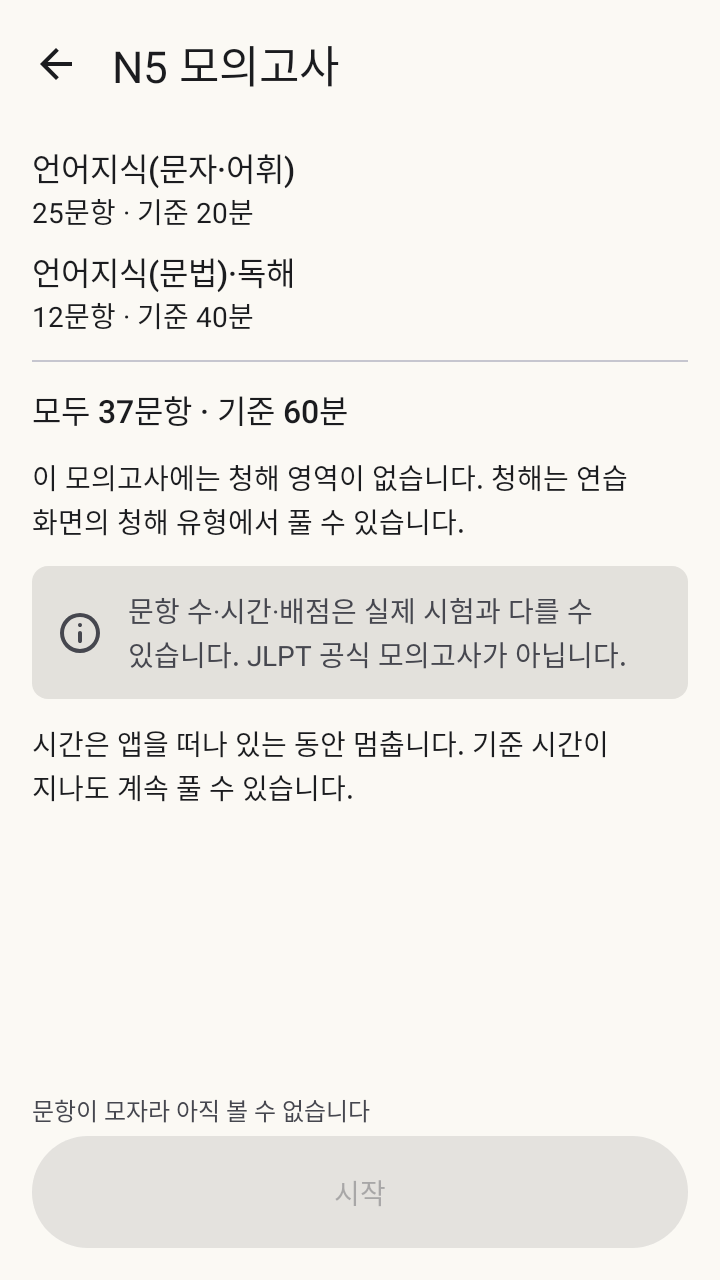 N5 모의고사
언어지식(문자·어휘)
25문항 · 기준 20분
언어지식(문법)·독해
12문항 · 기준 40분
모두 37문항 · 기준 60분
이 모의고사에는 청해 영역이 없습니다. 청해는 연습
화면의 청해 유형에서 풀 수 있습니다.
문항 수·시간·배점은 실제 시험과 다를 수
있습니다. JLPT 공식 모의고사가 아닙니다.
시간은 앱을 떠나 있는 동안 멈춥니다. 기준 시간이
지나도 계속 풀 수 있습니다.
문항이 모자라 아직 볼 수 없습니다
시작